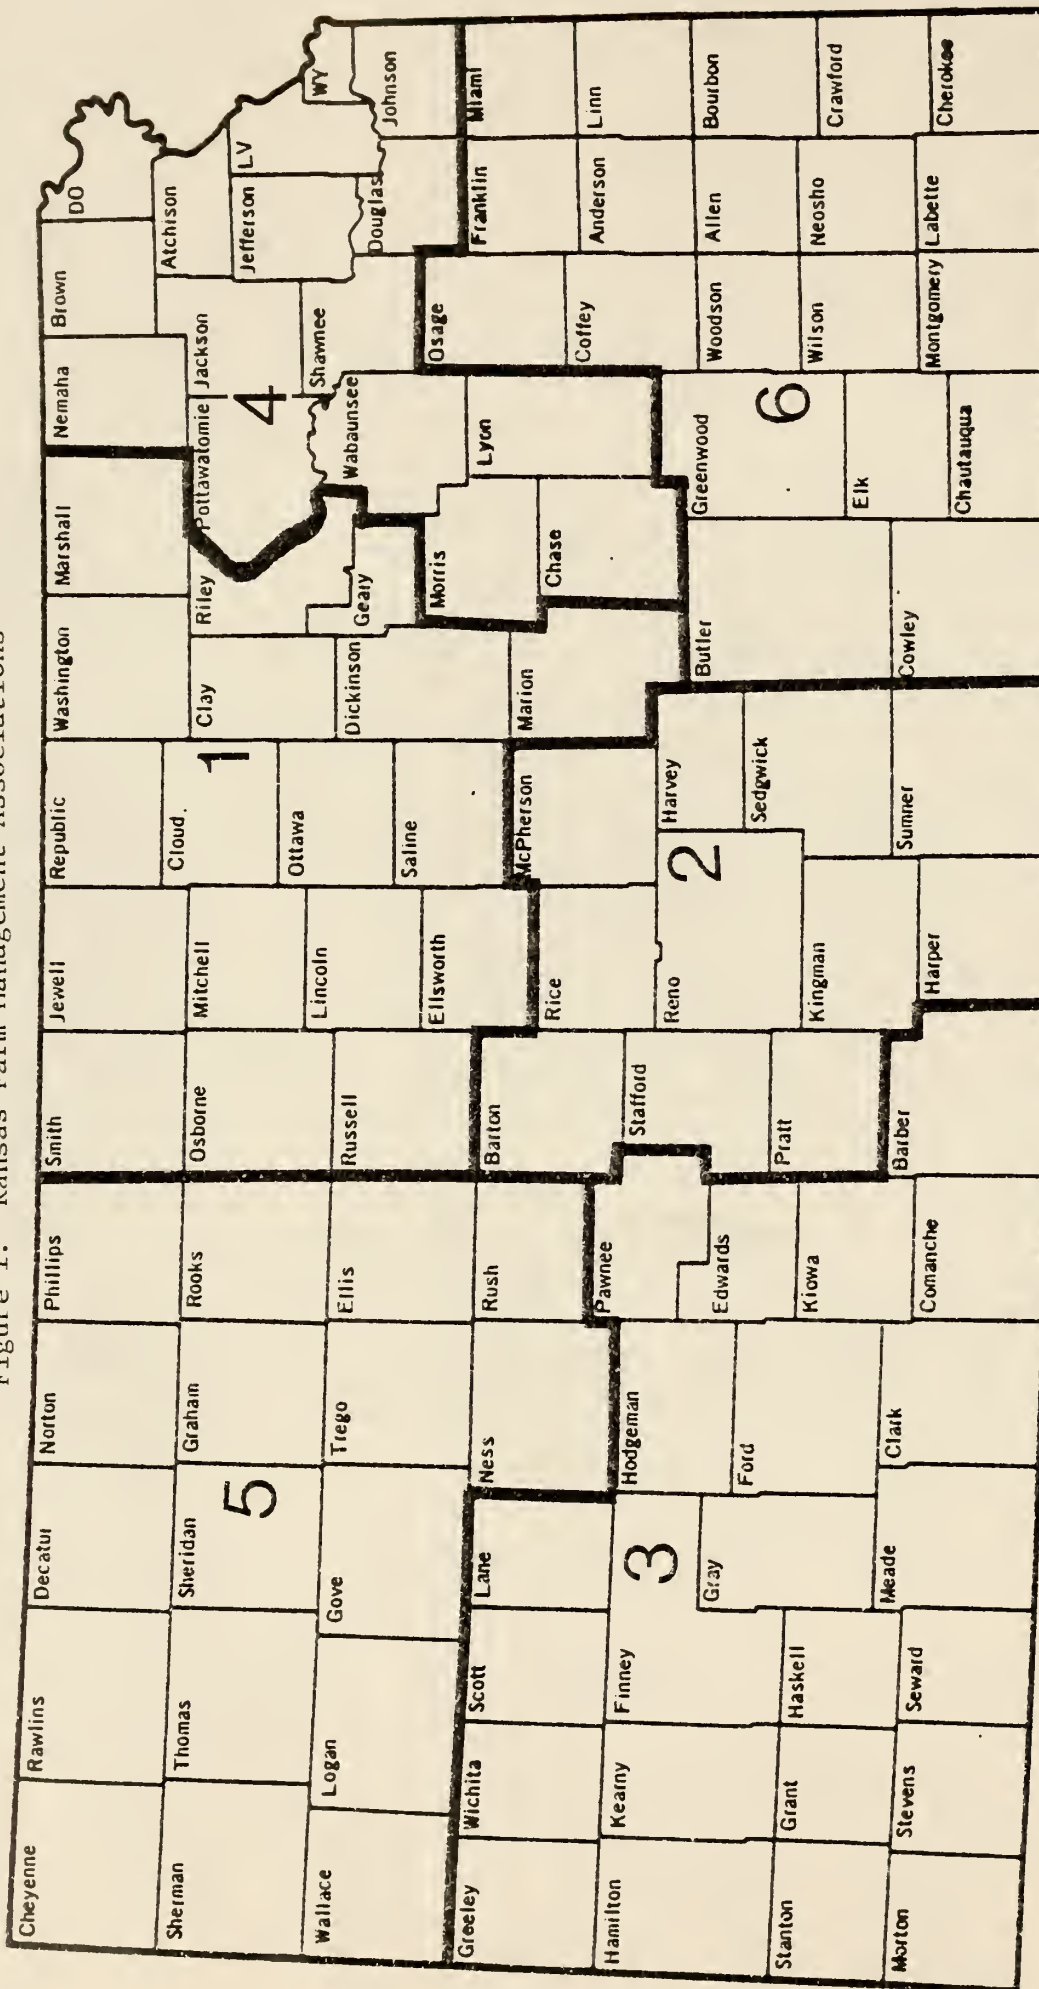 Figure 1. Kansas Farm Management Associations
Cheyenne
Rawlins
Decatur
Norton
Phillips
Smith
Jewell
Republic
Washington
Marshall
Nemaha
Brown
DO
Sherman
Thomas
Sheridan
Graham
Rooks
Osborne
Mitchell
Cloud
Clay
Riley
Pottawatomie
Jackson
Atchison
Jefferson
LV
WY
5
1
4
Wallace
Logan
Gove
Trego
Ellis
Russell
Lincoln
Ottawa
Dickinson
Geary
Wabaunsee
Shawnee
Douglas
Johnson
Ellsworth
Saline
Morris
Osage
Greeley
Wichita
Scott
Lane
Ness
Rush
Barton
Rice
McPherson
Marion
Chase
Lyon
Franklin
Miami
Coffey
Anderson
Linn
Hamilton
Kearny
Finney
3
Hodgeman
Pawnee
Stafford
Reno
2
Harvey
Butler
Greenwood
6
Woodson
Allen
Bourbon
Gray
Ford
Edwards
Sedgwick
Stanton
Grant
Haskell
Kiowa
Pratt
Kingman
Elk
Wilson
Neosho
Crawford
Morton
Stevens
Seward
Meade
Clark
Comanche
Barber
Harper
Sumner
Cowley
Chautauqua
Montgomery
Labette
Cherokee